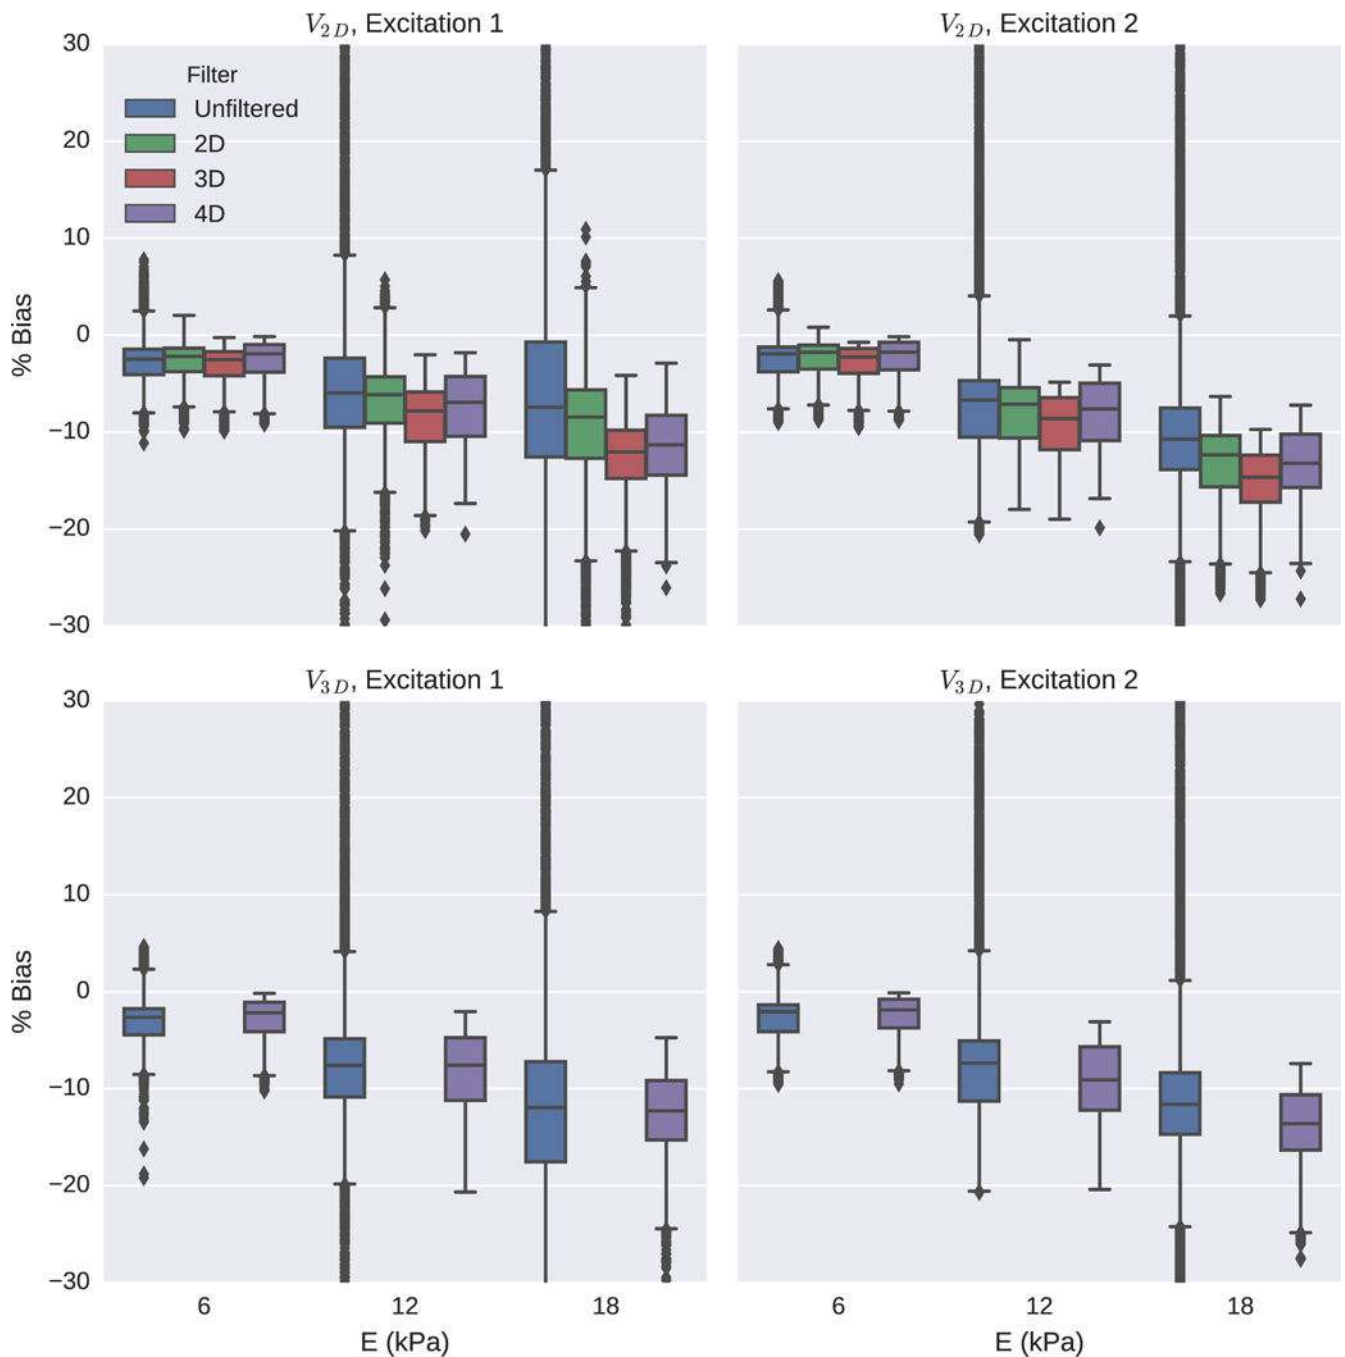 V2D, Excitation 1
V2D, Excitation 2
30
20
10
0
−10
−20
−30
% Bias
Filter
Unfiltered
2D
3D
4D
V3D, Excitation 1
V3D, Excitation 2
30
20
10
0
−10
−20
−30
% Bias
6
12
18
6
12
18
E (kPa)
E (kPa)